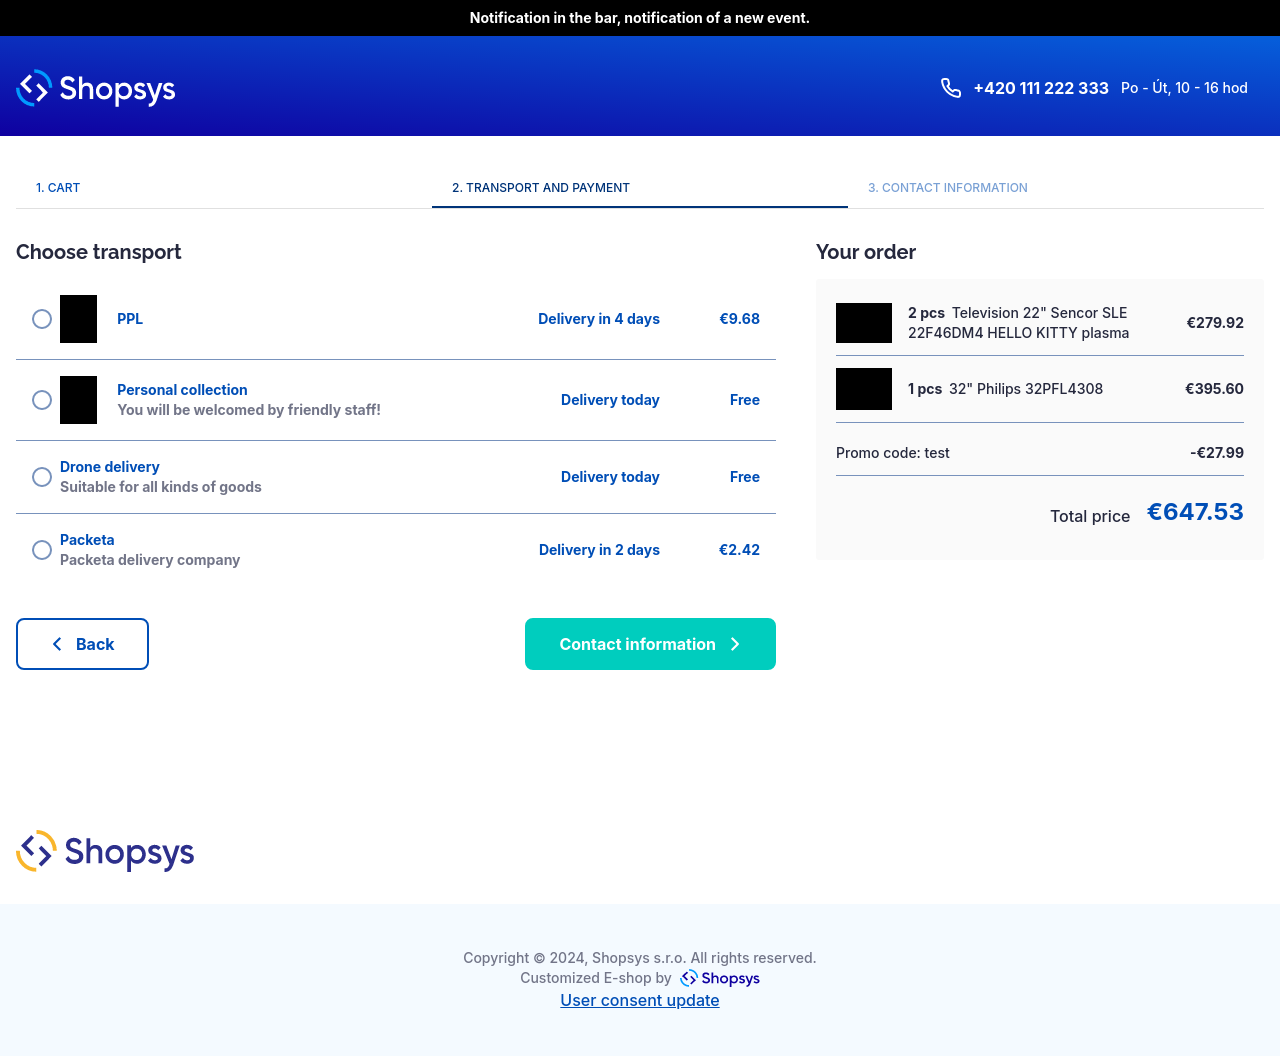 Notification in the bar, notification of a new event.
Shopsys
+420 111 222 333 Po - Út, 10 - 16 hod
1. CART
2. TRANSPORT AND PAYMENT
3. CONTACT INFORMATION
Choose transport
PPL Delivery in 4 days €9.68
Personal collection
You will be welcomed by friendly staff!
Delivery today Free
Drone delivery
Suitable for all kinds of goods
Delivery today Free
Packeta
Packeta delivery company
Delivery in 2 days €2.42
Back
Contact information
Your order
2 pcs Television 22" Sencor SLE
22F46DM4 HELLO KITTY plasma
€279.92
1 pcs 32" Philips 32PFL4308 €395.60
Promo code: test -€27.99
Total price €647.53
Shopsys
Copyright © 2024, Shopsys s.r.o. All rights reserved.
Customized E-shop by Shopsys
User consent update